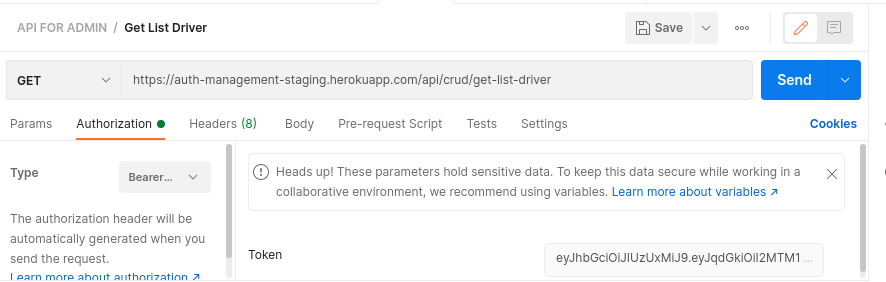 API FOR ADMIN / Get List Driver
Save
GET
https://auth-management-staging.herokuapp.com/api/crud/get-list-driver
Send
Params
Authorization
Headers (8)
Body
Pre-request Script
Tests
Settings
Cookies
Type
Bearer...
The authorization header will be
automatically generated when you
send the request.
Learn more about authorization ↗
Heads up! These parameters hold sensitive data. To keep this data secure while working in a
collaborative environment, we recommend using variables. Learn more about variables ↗
Token
eyJhbGciOiJIUzUxMiJ9.eyJqdGkiOiI2MTM1 ...